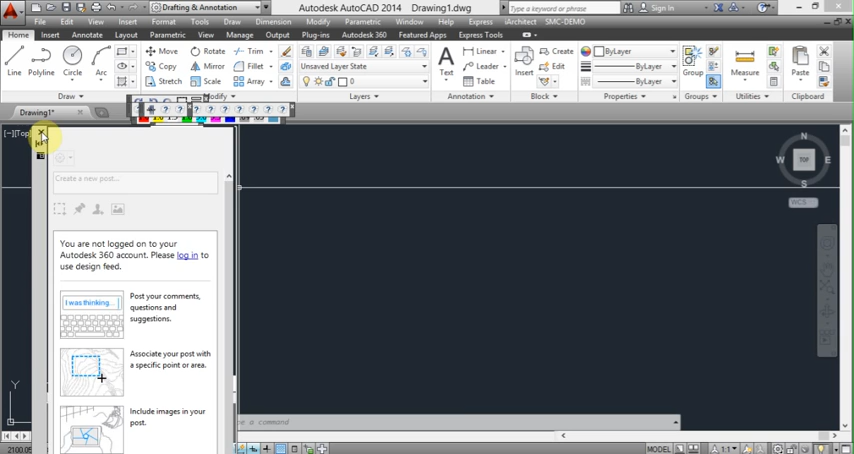 Drafting & Annotation
Autodesk AutoCAD 2014 Drawing1.dwg
Type a keyword or phrase
Sign In
File Edit View Insert Format Tools Draw Dimension Modify Parametric Window Help Express iArchitect SMC-DEMO
Home Insert Annotate Layout Parametric View Manage Output Plug-ins Autodesk 360 Featured Apps Express Tools
Line Polyline Circle Arc
Move Rotate Trim
Copy Mirror Fillet
Stretch Scale Array
Unsaved Layer State
0
Text
Linear
Leader
Table
Insert
Create
Edit
ByLayer
ByLayer
ByLayer
Group
Measure
Paste
Draw Modify Layers Annotation Block Properties Groups Utilities Clipboard
Drawing1*
[−][Top]
N
W TOP E
S
WCS
Create a new post...
You are not logged on to your
Autodesk 360 account. Please log in to
use design feed.
I was thinking...
Post your comments,
questions and
suggestions.
Associate your post with
a specific point or area.
Include images in your
post.
Y
a command
2100.05
MODEL
1:1